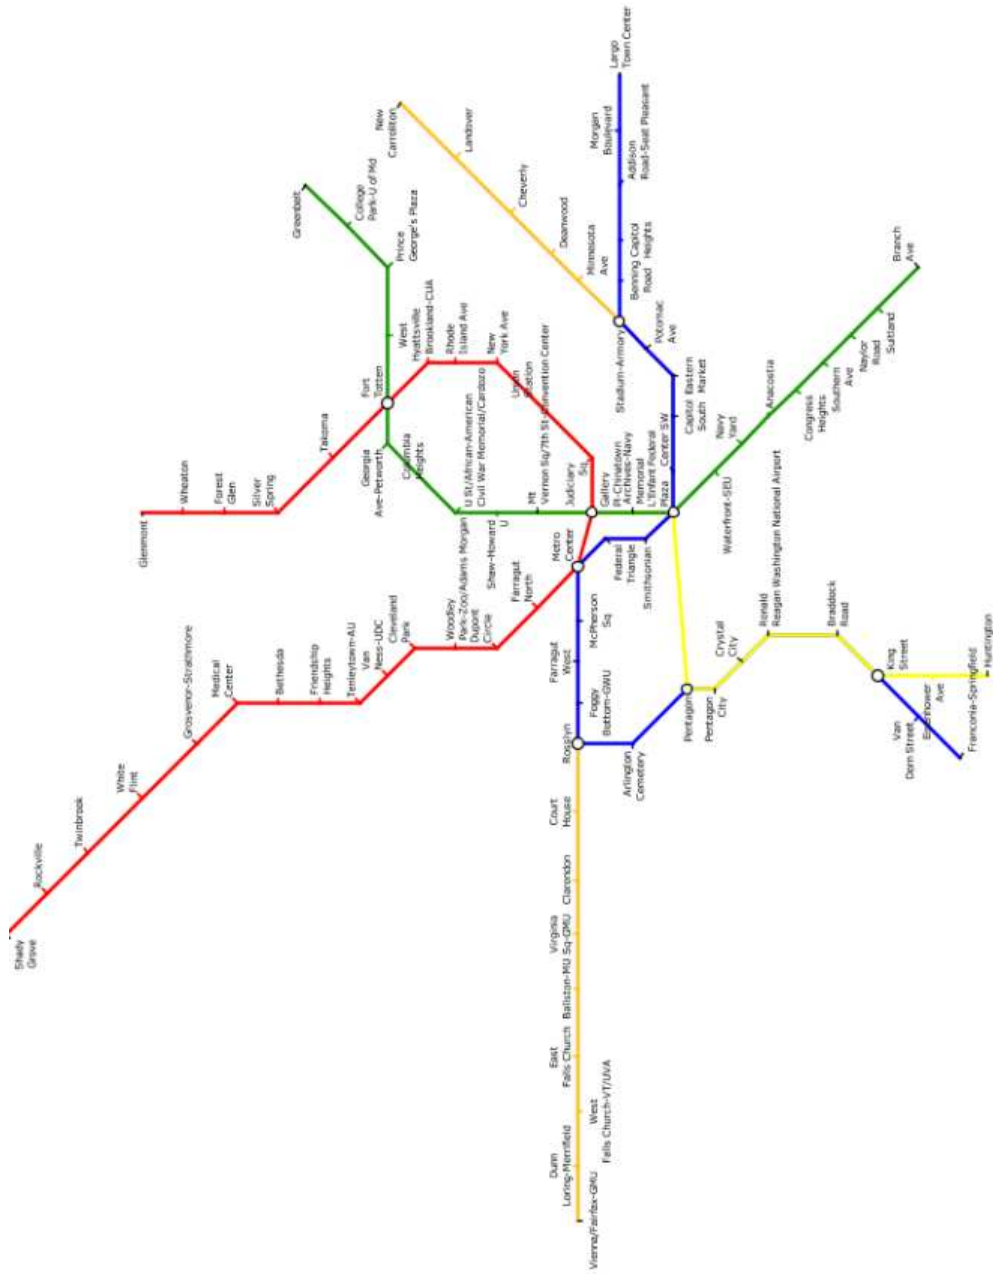 Shady
Grove
Rockville
Twinbrook
White
Flint
Grosvenor-Strathmore
Medical
Center
Bethesda
Friendship
Heights
Tenleytown-AU
Van
Ness-UDC
Cleveland
Park
Woodley
Park-Zoo/Adams Morgan
Dupont
Circle
Farragut
North
Metro
Center
Gallery
Pl-Chinatown
Judiciary
Sq
Union
Station
New
York Ave
Rhode
Island Ave
Brookland-CUA
Fort
Totten
Takoma
Silver
Spring
Forest
Glen
Wheaton
Glenmont
Greenbelt
College
Park-U of Md
Prince
George's Plaza
West
Hyattsville
Georgia
Ave-Petworth
Columbia
Heights
U St/African-American
Civil War Memorial/Cardozo
Shaw-Howard
U
Mt
Vernon Sq/7th St-Convention Center
Archives-Navy
Memorial
L'Enfant
Plaza
Waterfront-SEU
Navy
Yard
Anacostia
Congress
Heights
Southern
Ave
Naylor
Road
Suitland
Branch
Ave
New
Carrollton
Landover
Cheverly
Deanwood
Minnesota
Ave
Largo
Town Center
Morgan
Boulevard
Addison
Road-Seat Pleasant
Capitol
Heights
Benning
Road
Stadium-Armory
Potomac
Ave
Eastern
Market
Capitol
South
Federal
Center SW
Smithsonian
Federal
Triangle
McPherson
Sq
Farragut
West
Foggy
Bottom-GWU
Rosslyn
Court
House
Clarendon
Virginia
Sq-GMU
Ballston-MU
East
Falls Church
West
Falls Church-VT/UVA
Dunn
Loring-Merrifield
Vienna/Fairfax-GMU
Arlington
Cemetery
Pentagon
Pentagon
City
Crystal
City
Ronald
Reagan Washington National Airport
Braddock
Road
King
Street
Van
Dorn Street
Eisenhower
Ave
Franconia-Springfield
Huntington